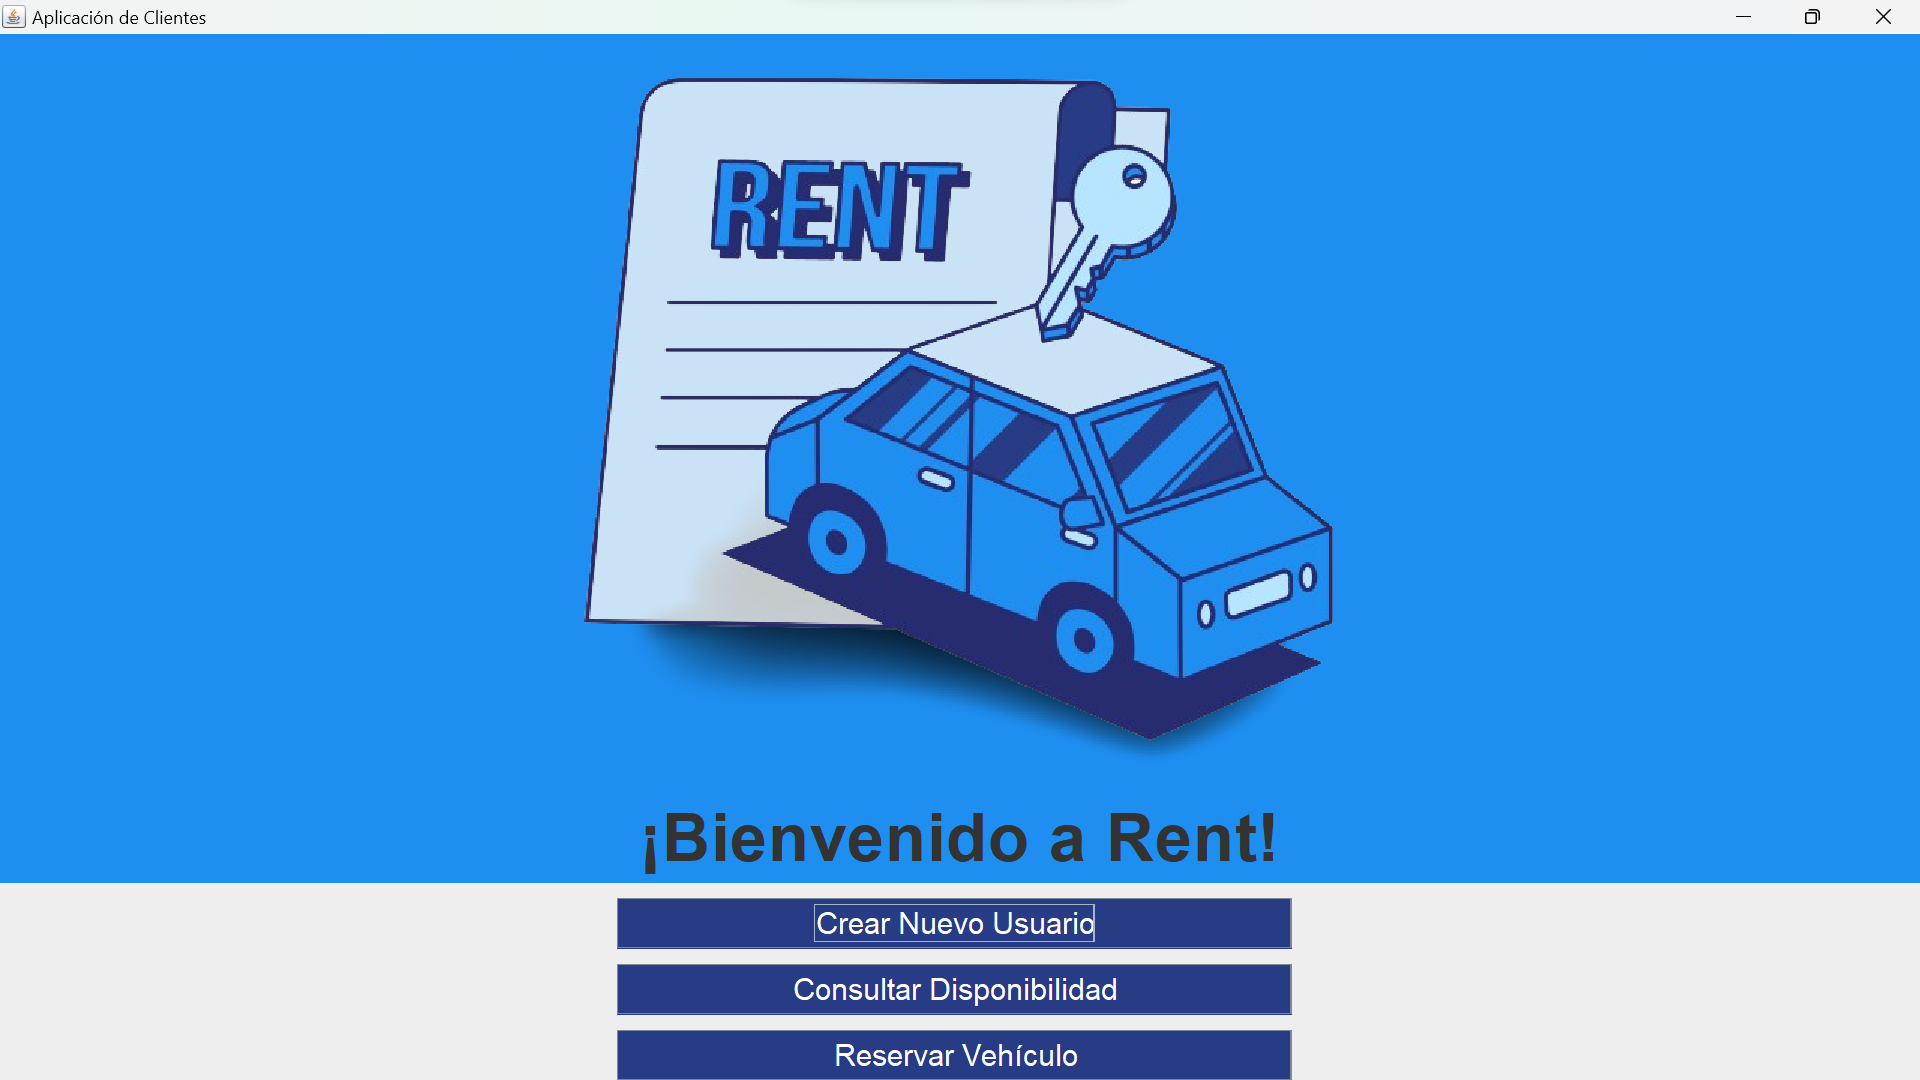 Aplicación de Clientes
RENT
¡Bienvenido a Rent!
Crear Nuevo Usuario
Consultar Disponibilidad
Reservar Vehículo